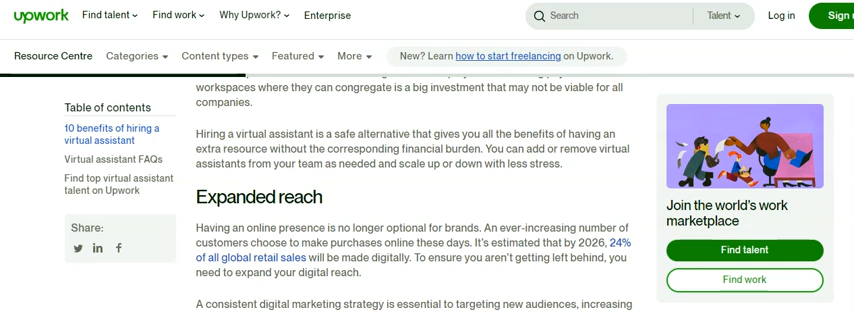 upwork Find talent Find work Why Upwork? Enterprise Search Talent Log in Sign
Resource Centre Categories Content types Featured More New? Learn how to start freelancing on Upwork.
workspaces where they can congregate is a big investment that may not be viable for all
companies.
Table of contents
10 benefits of hiring a
virtual assistant
Virtual assistant FAQs
Find top virtual assistant
talent on Upwork
Share:
Hiring a virtual assistant is a safe alternative that gives you all the benefits of having an
extra resource without the corresponding financial burden. You can add or remove virtual
assistants from your team as needed and scale up or down with less stress.
Expanded reach
Having an online presence is no longer optional for brands. An ever-increasing number of
customers choose to make purchases online these days. It's estimated that by 2026, 24%
of all global retail sales will be made digitally. To ensure you aren't getting left behind, you
need to expand your digital reach.
A consistent digital marketing strategy is essential to targeting new audiences, increasing
Join the world's work
marketplace
Find talent
Find work